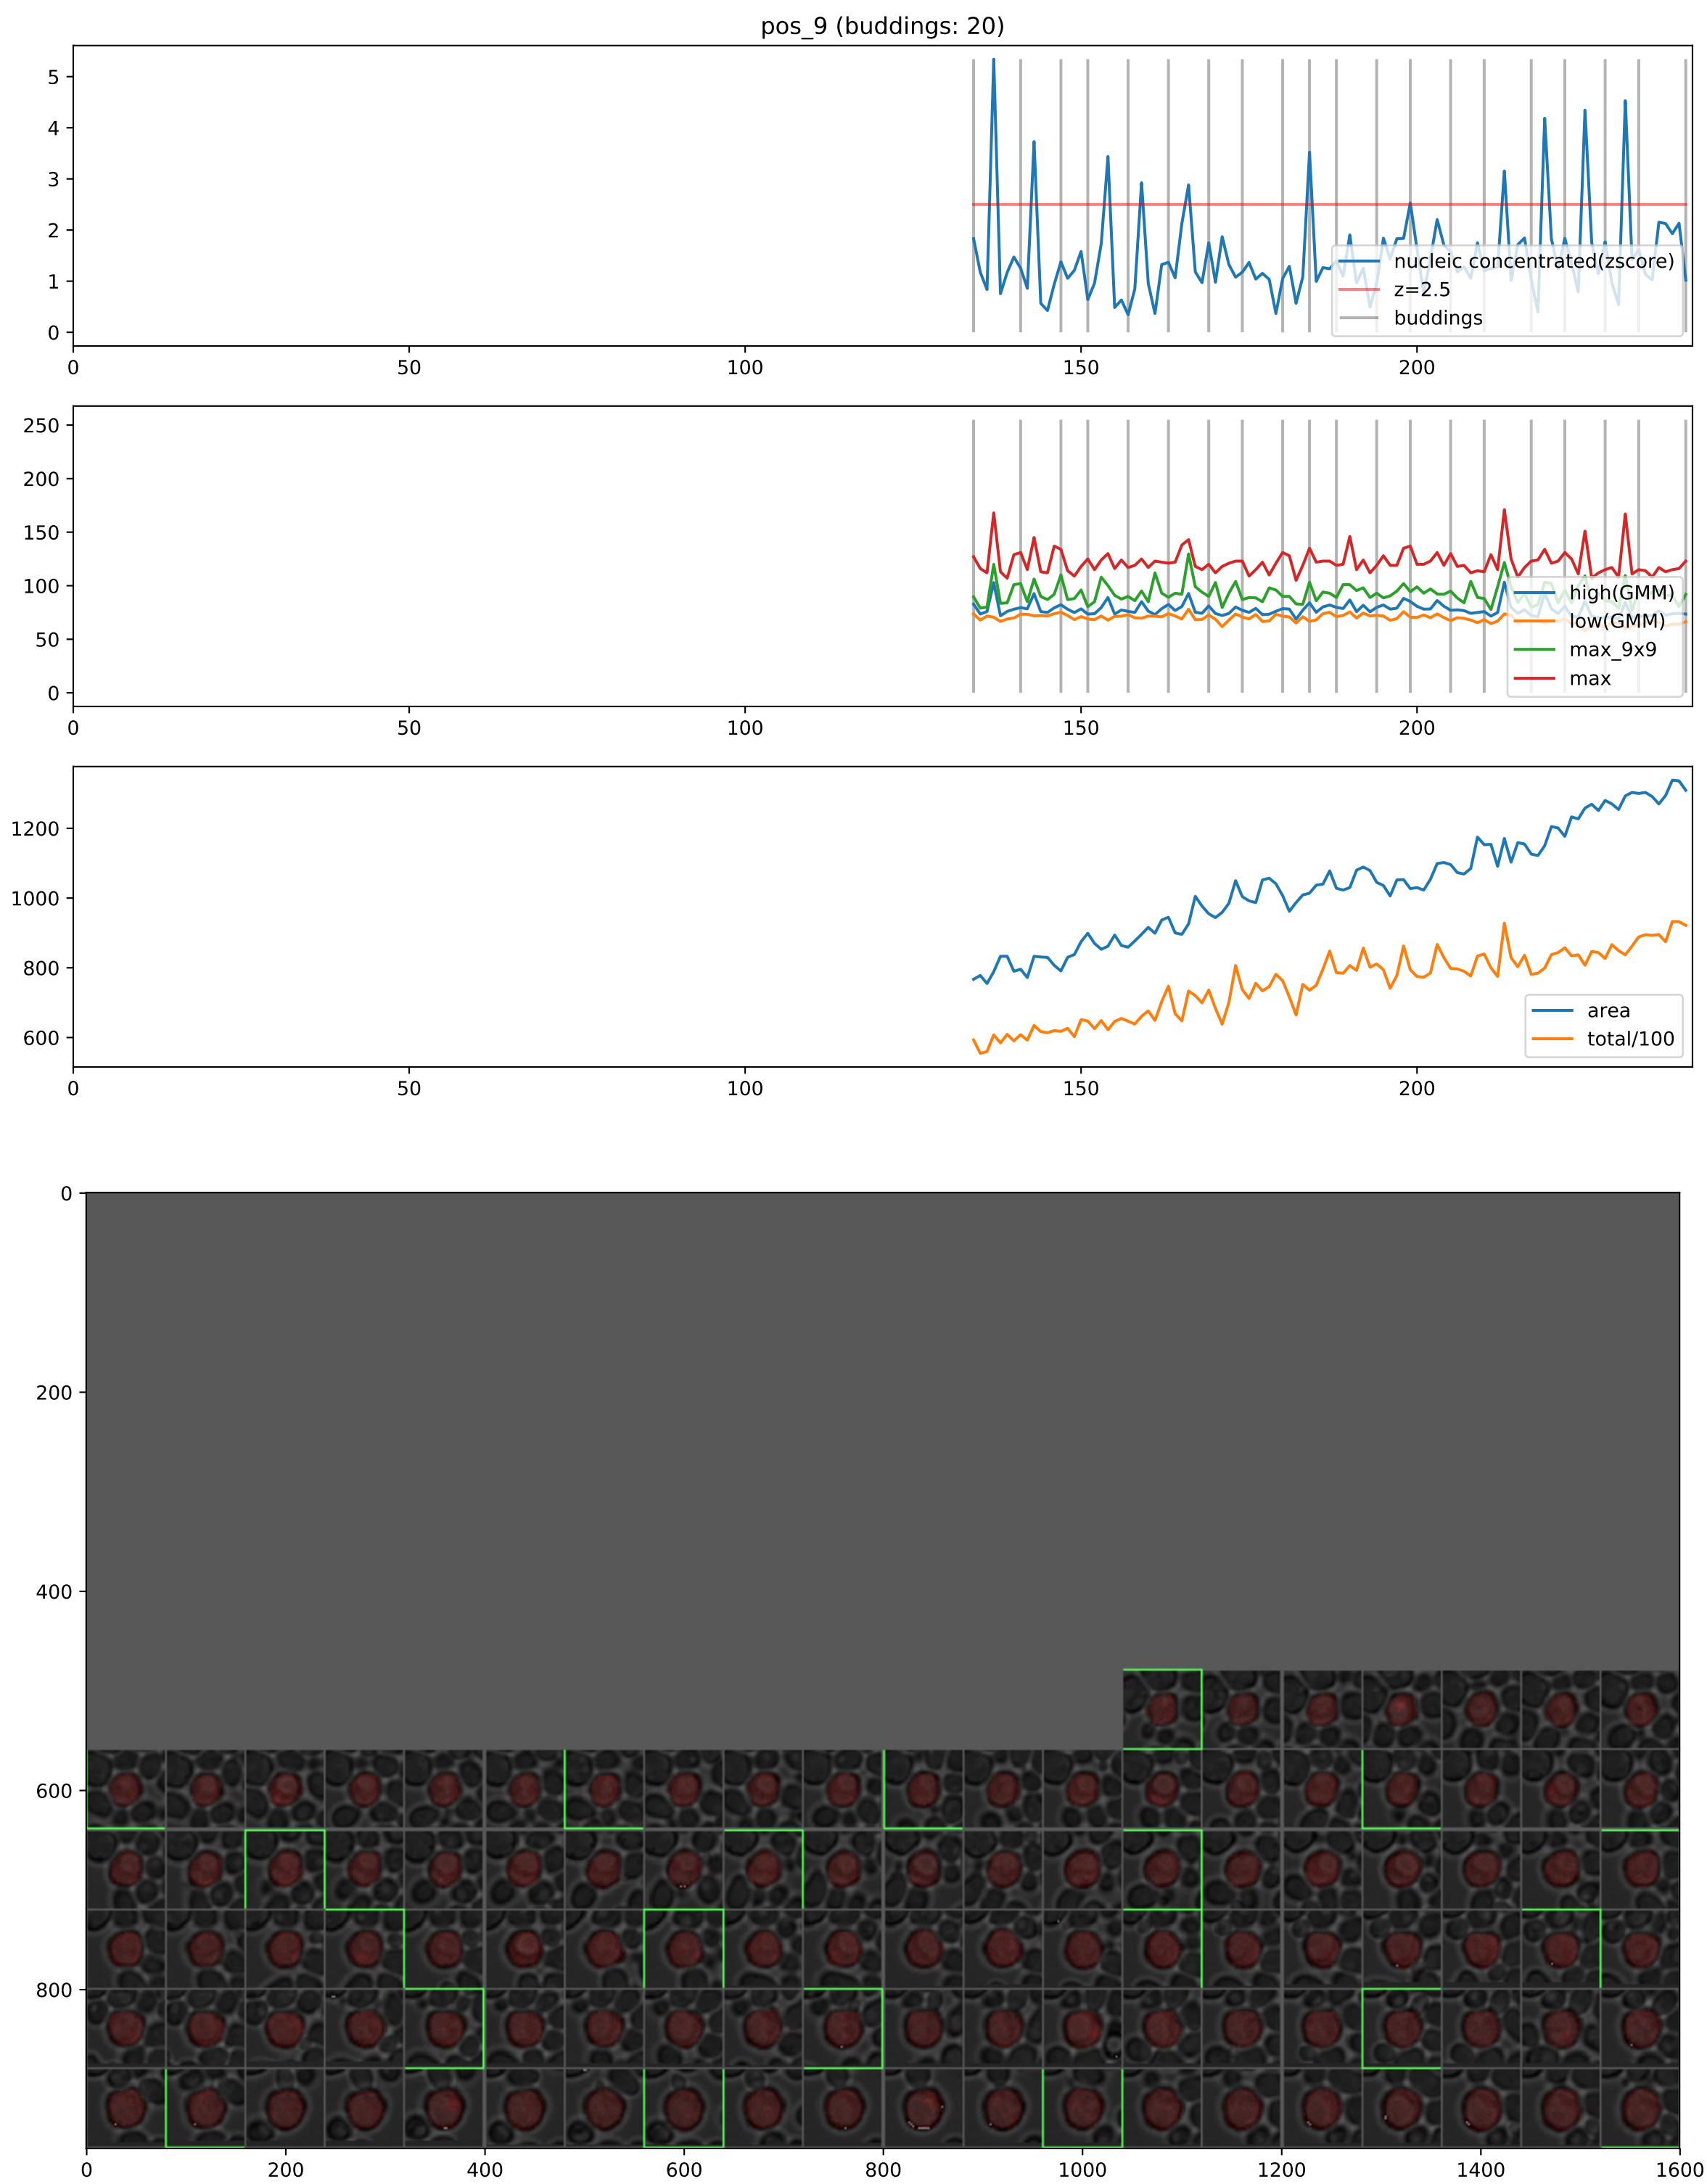 pos_9 (buddings: 20)
5
4
3
2
1
0
nucleic concentrated(zscore)
z=2.5
buddings
0 50 100 150 200
250
200
150
100
50
0
high(GMM)
low(GMM)
max_9x9
max
0 50 100 150 200
1200
1000
800
600
area
total/100
0 50 100 150 200
0
200
400
600
800
0 200 400 600 800 1000 1200 1400 1600